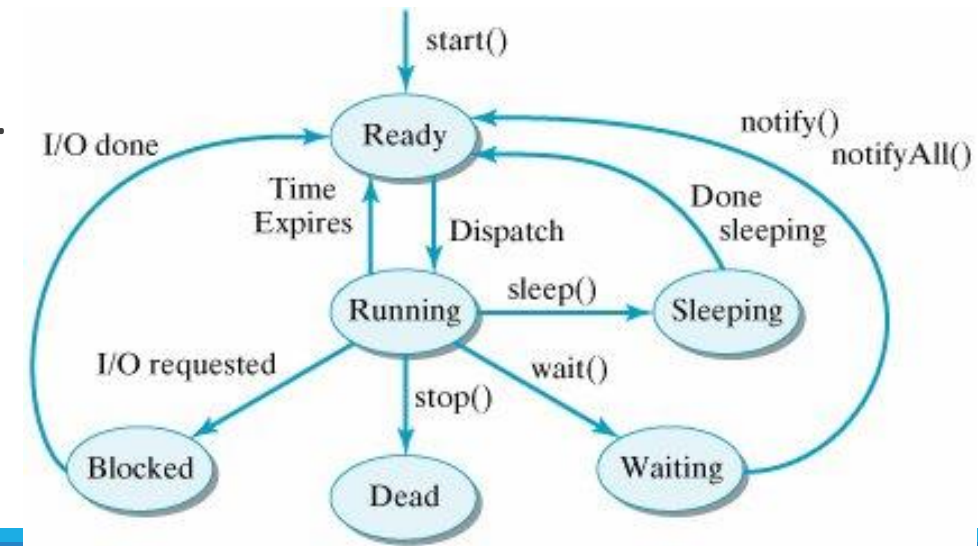 start()
Ready
I/O done
notify()
notifyAll()
Time
Expires
Dispatch
Done
sleeping
Running
sleep()
Sleeping
I/O requested
stop()
wait()
Blocked
Dead
Waiting